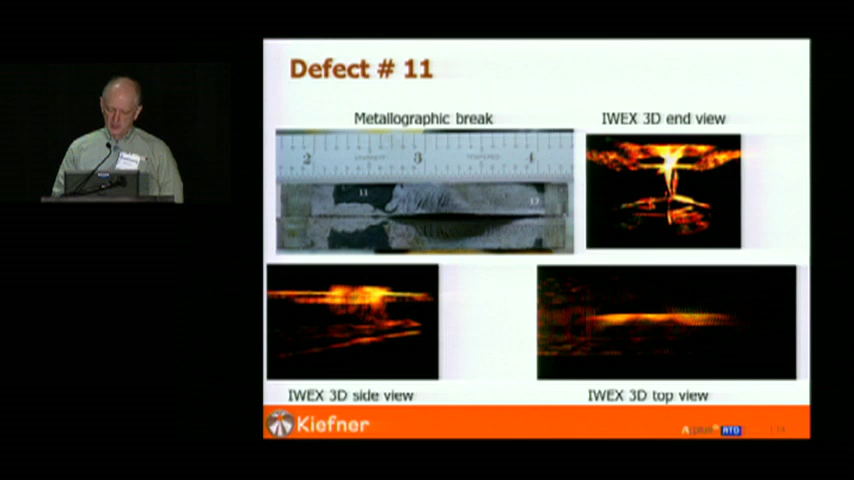 Defect # 11
Metallographic break
IWEX 3D end view
2 3 4
11
IWEX 3D side view
IWEX 3D top view
Kiefner
RTD